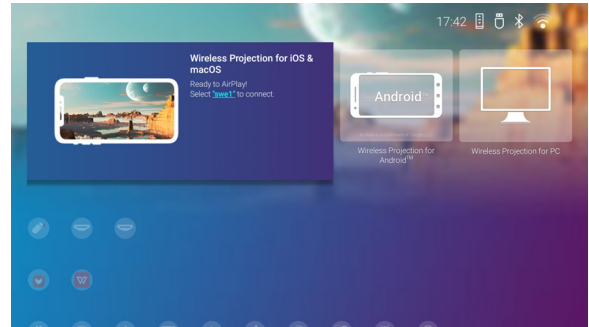 17:42
Wireless Projection for iOS &
macOS
Ready to AirPlay!
Select "swe1" to connect.
Android™
Wireless Projection for
Android™
Wireless Projection for PC